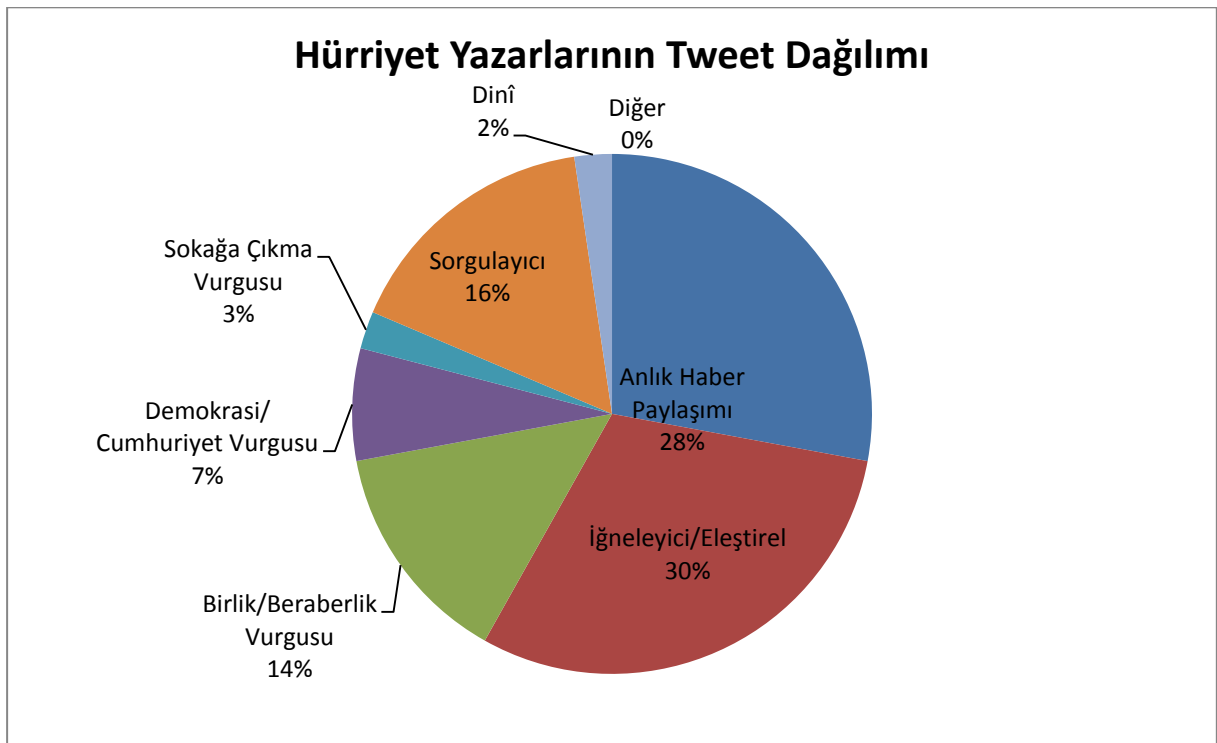 Hürriyet Yazarlarının Tweet Dağılımı
Dinî
2%
Diğer
0%
Sokağa Çıkma
Vurgusu
3%
Sorgulayıcı
16%
Anlık Haber
Paylaşımı
28%
Demokrasi/
Cumhuriyet Vurgusu
7%
İğneleyici/Eleştirel
30%
Birlik/Beraberlik
Vurgusu
14%